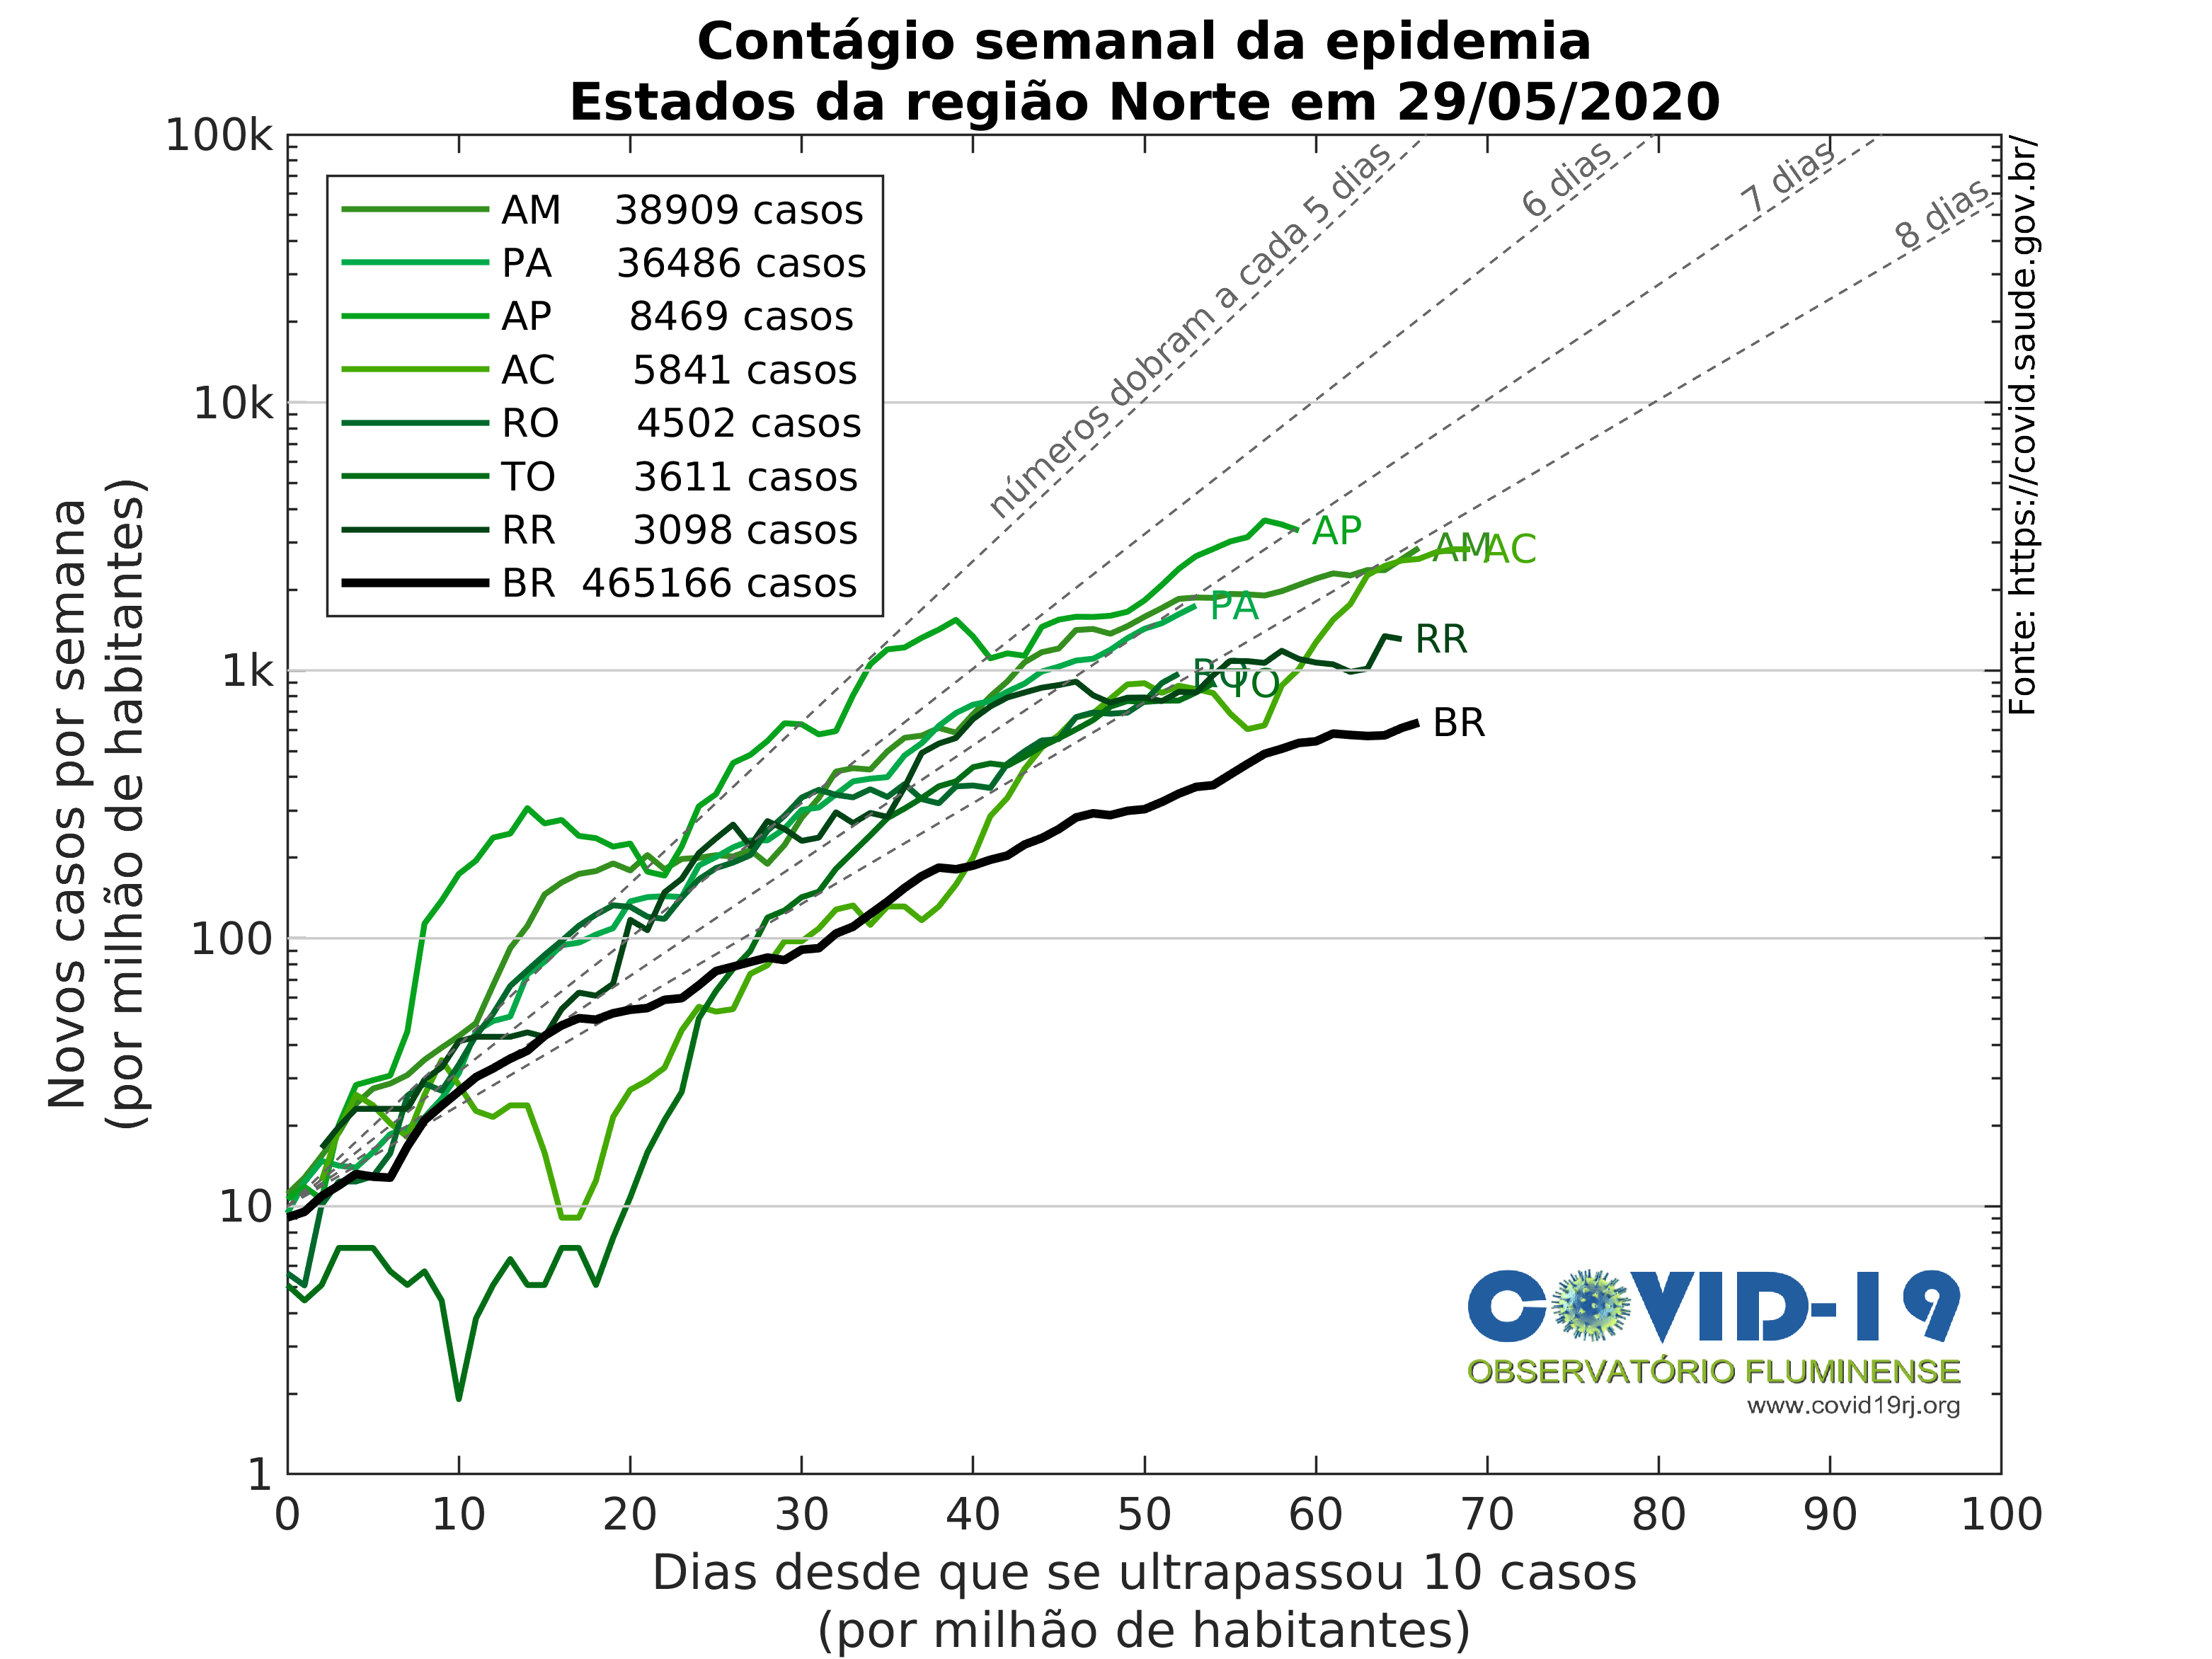 Contágio semanal da epidemia
Estados da região Norte em 29/05/2020
100k
10k
1k
100
10
1
Novos casos por semana
(por milhão de habitantes)
AM 38909 casos
PA 36486 casos
AP 8469 casos
AC 5841 casos
RO 4502 casos
TO 3611 casos
RR 3098 casos
BR 465166 casos
números dobram a cada 5 dias
6 dias
7 dias
8 dias
Fonte: https://covid.saude.gov.br/
AP
AM
AC
PA
RR
RO
TO
BR
COVID-19
OBSERVATÓRIO FLUMINENSE
www.covid19rj.org
0 10 20 30 40 50 60 70 80 90 100
Dias desde que se ultrapassou 10 casos
(por milhão de habitantes)